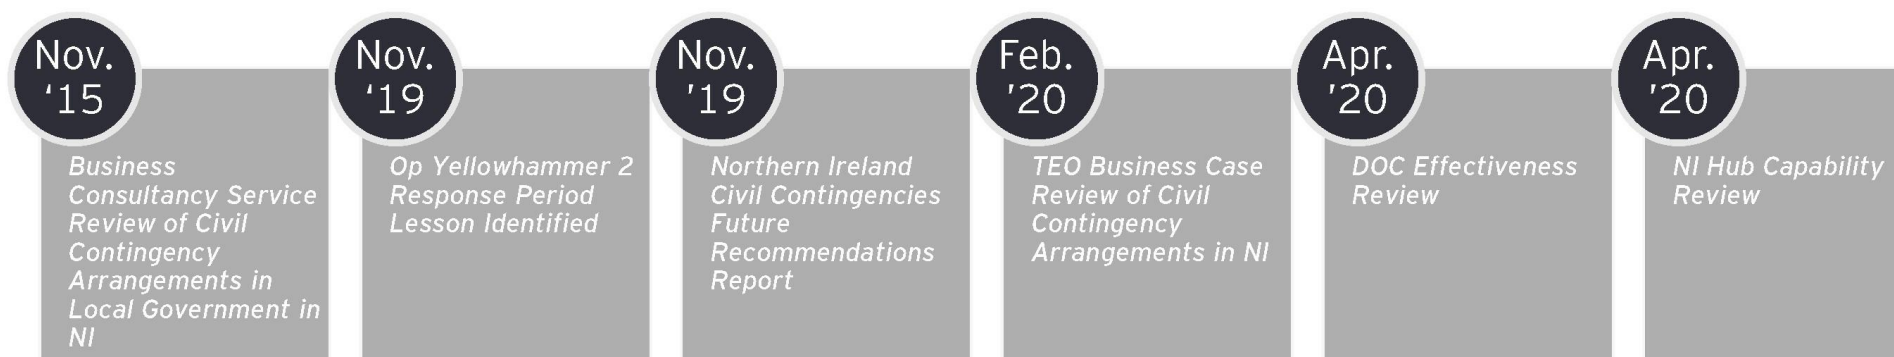 Nov.
‘15
Business
Consultancy Service
Review of Civil
Contingency
Arrangements in
Local Government in
NI
Nov.
‘19
Op Yellowhammer 2
Response Period
Lesson Identified
Nov.
’19
Northern Ireland
Civil Contingencies
Future
Recommendations
Report
Feb.
’20
TEO Business Case
Review of Civil
Contingency
Arrangements in NI
Apr.
’20
DOC Effectiveness
Review
Apr.
’20
NI Hub Capability
Review